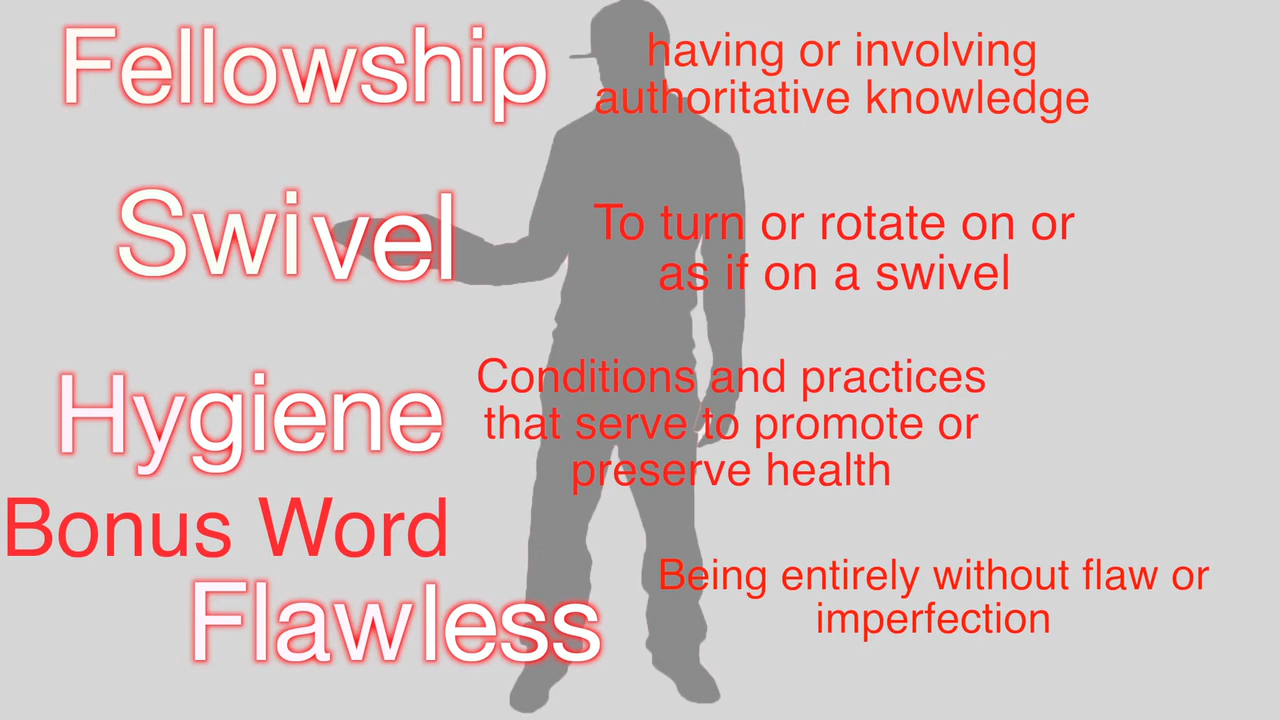 Fellowship
having or involving
authoritative knowledge
Swivel
To turn or rotate on or
as if on a swivel
Hygiene
Conditions and practices
that serve to promote or
preserve health
Bonus Word
Flawless
Being entirely without flaw or
imperfection